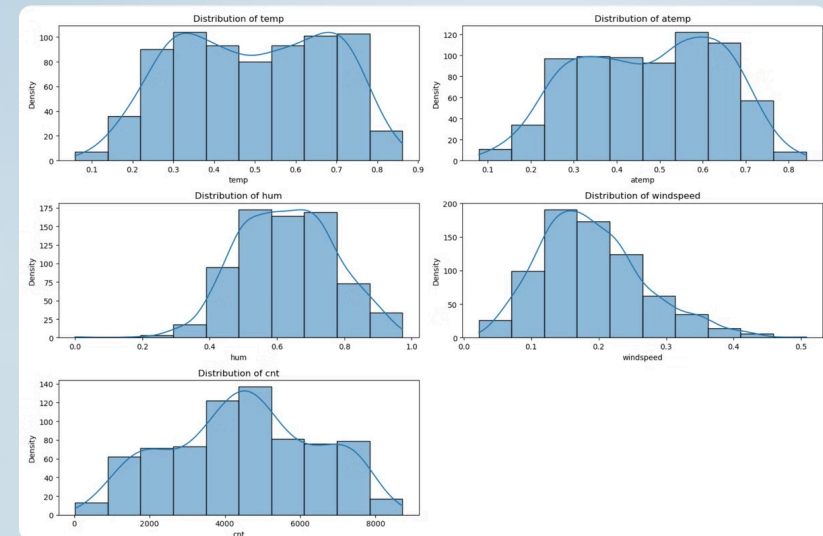 Distribution of temp
100
80
60
40
20
0
Density
0.1 0.2 0.3 0.4 0.5 0.6 0.7 0.8 0.9
temp
Distribution of atemp
120
100
80
60
40
20
0
Density
0.1 0.2 0.3 0.4 0.5 0.6 0.7 0.8
atemp
Distribution of hum
175
150
125
100
75
50
25
0
Density
0.0 0.2 0.4 0.6 0.8 1.0
hum
Distribution of windspeed
200
150
100
50
0
Density
0.0 0.1 0.2 0.3 0.4 0.5
windspeed
Distribution of cnt
140
120
100
80
60
40
20
0
Density
0 2000 4000 6000 8000
cnt